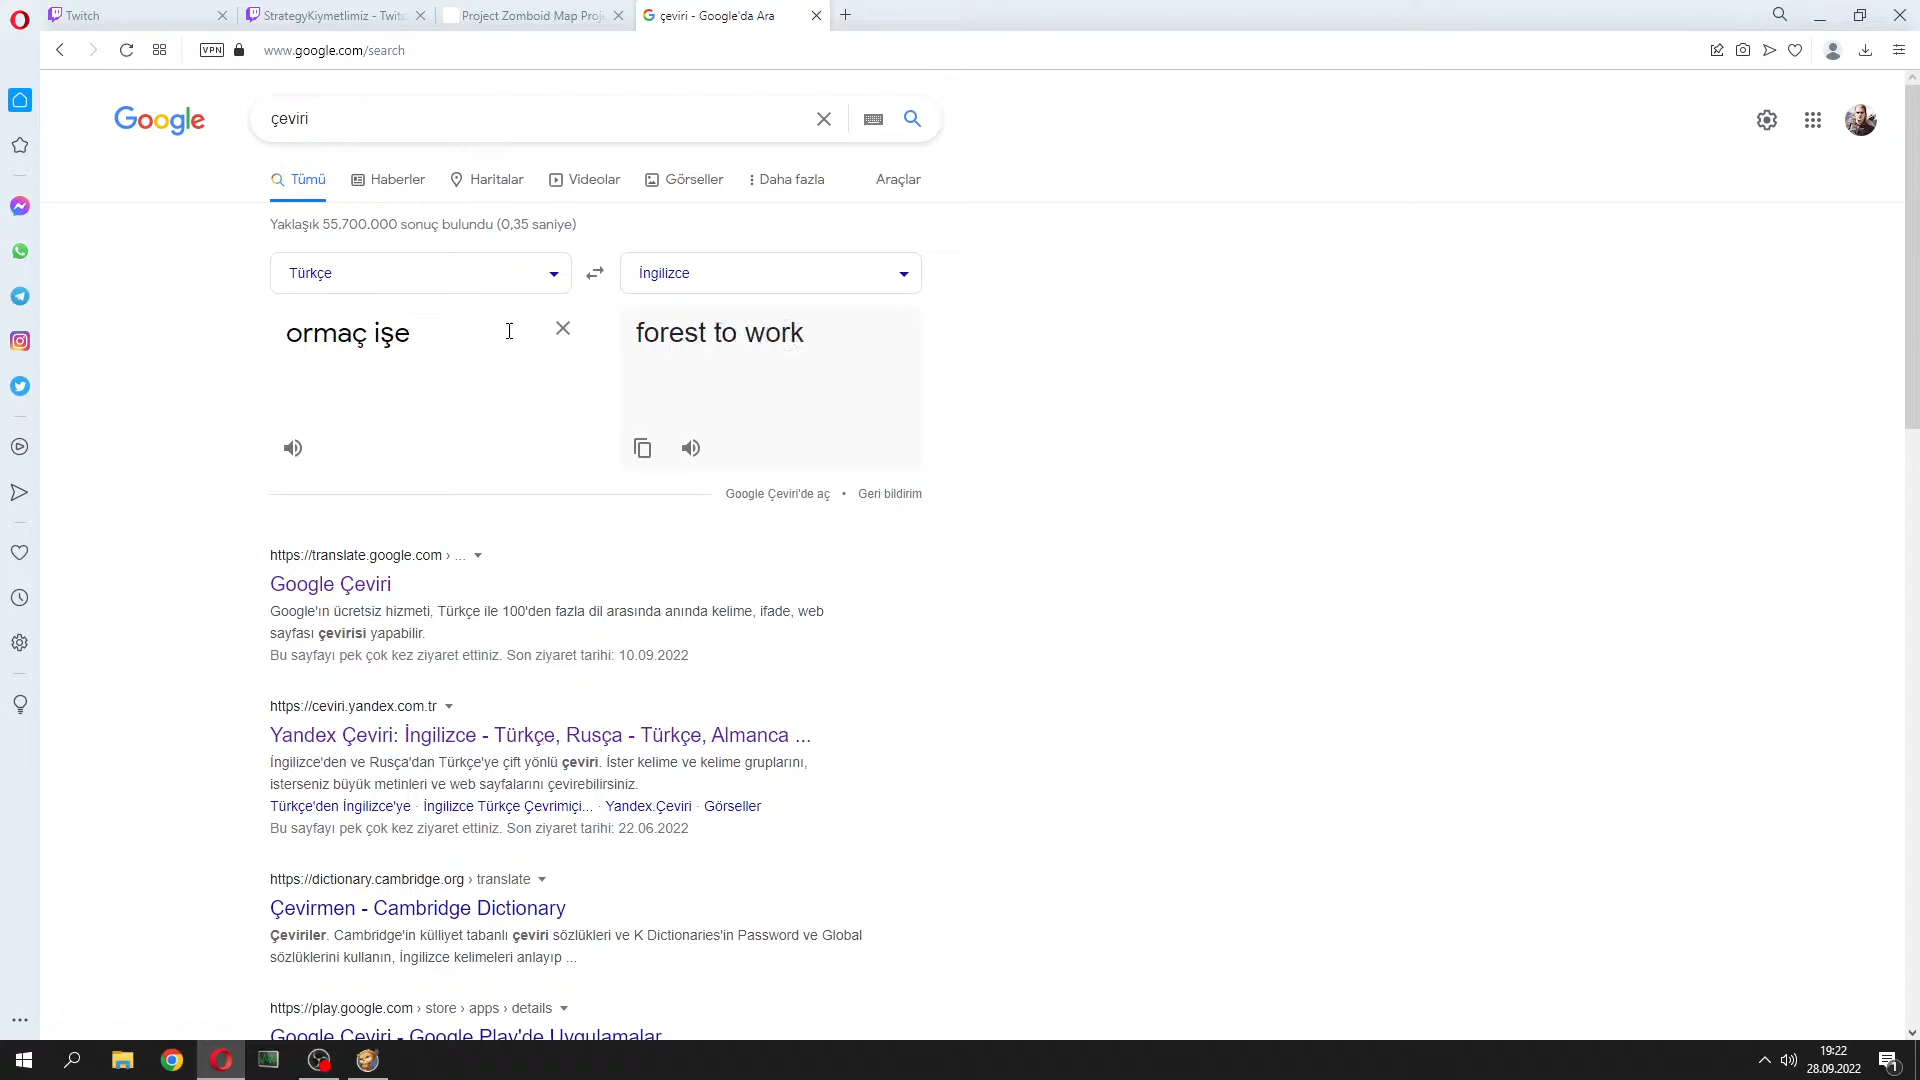 Twitch
StrategyKiymetlimiz - Twitc
Project Zomboid Map Proj
çeviri - Google'da Ara
VPN
www.google.com/search
Google
çeviri
Tümü
Haberler
Haritalar
Videolar
Görseller
Daha fazla
Araçlar
Yaklaşık 55.700.000 sonuç bulundu (0,35 saniye)
Türkçe
İngilizce
ormaç işe
forest to work
Google Çeviri'de aç • Geri bildirim
https://translate.google.com › ...
Google Çeviri
Google'ın ücretsiz hizmeti, Türkçe ile 100'den fazla dil arasında anında kelime, ifade, web
sayfası çevirisi yapabilir.
Bu sayfayı pek çok kez ziyaret ettiniz. Son ziyaret tarihi: 10.09.2022
https://ceviri.yandex.com.tr
Yandex Çeviri: İngilizce - Türkçe, Rusça - Türkçe, Almanca ...
İngilizce'den ve Rusça'dan Türkçe'ye çift yönlü çeviri. İster kelime ve kelime gruplarını,
isterseniz büyük metinleri ve web sayfalarını çevirebilirsiniz.
Türkçe'den İngilizce'ye · İngilizce Türkçe Çevrimiçi... · Yandex.Çeviri · Görseller
Bu sayfayı pek çok kez ziyaret ettiniz. Son ziyaret tarihi: 22.06.2022
https://dictionary.cambridge.org › translate
Çevirmen - Cambridge Dictionary
Çeviriler. Cambridge'in külliyet tabanlı çeviri sözlükleri ve K Dictionaries'in Password ve Global
sözlüklerini kullanın, İngilizce kelimeleri anlayıp ...
https://play.google.com › store › apps › details
Google Çeviri - Google Play'de Uygulamalar
19:22
28.09.2022
1